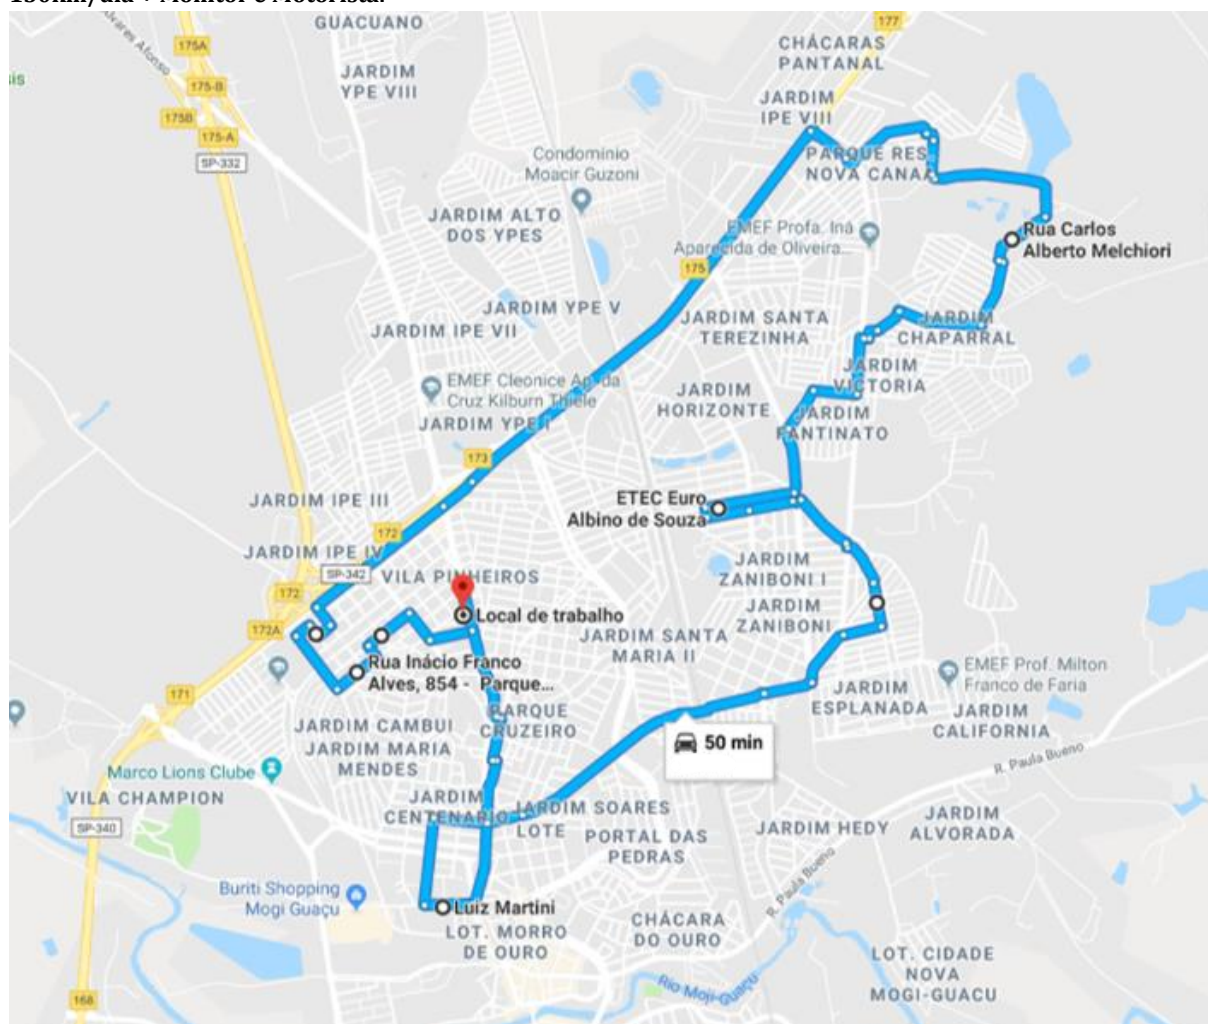 GUACUANO
177
CHÁCARAS
PANTANAL
175A
JARDIM
YPE VIII
175-B
JARDIM
IPE VIII
175B
175-A
SP-332
Condominio
Moacir Guzoni
PARQUE RES
NOVA CANAA
JARDIM ALTO
DOS YPES
EMEF Profa. Iná
Aparecida de Oliveira...
Rua Carlos
Alberto Melchiori
175
JARDIM YPE V
JARDIM IPE VII
JARDIM SANTA
TEREZINHA
JARDIM
CHAPARRAL
JARDIM
VICTORIA
EMEF Cleonice Ap. da
Cruz Kilburn Thiele
JARDIM
HORIZONTE
JARDIM YPE I
JARDIM
FANTINATO
173
JARDIM IPE III
ETEC Euro
Albino de Souza
172
JARDIM IPE IV
SP-342
VILA PINHEIROS
JARDIM
ZANIBONI I
172
JARDIM
ZANIBONI
Local de trabalho
172A
JARDIM SANTA
MARIA II
Rua Inácio Franco
Alves, 854 - Parque...
EMEF Prof. Milton
Franco de Faria
171
JARDIM
ESPLANADA
JARDIM
CALIFORNIA
PARQUE
CRUZEIRO
JARDIM CAMBUI
JARDIM MARIA
MENDES
50 min
R. Paula Bueno
Marco Lions Clube
VILA CHAMPION
JARDIM
CENTENARIO
JARDIM SOARES
LOTE
SP-340
PORTAL DAS
PEDRAS
JARDIM HEDY
JARDIM
ALVORADA
R. Paula Bueno
Buriti Shopping
Mogi Guaçu
Luiz Martini
LOT. MORRO
DE OURO
CHÁCARA
DO OURO
LOT. CIDADE
NOVA
MOGI-GUACU
Rio Moji-Guaçu
168